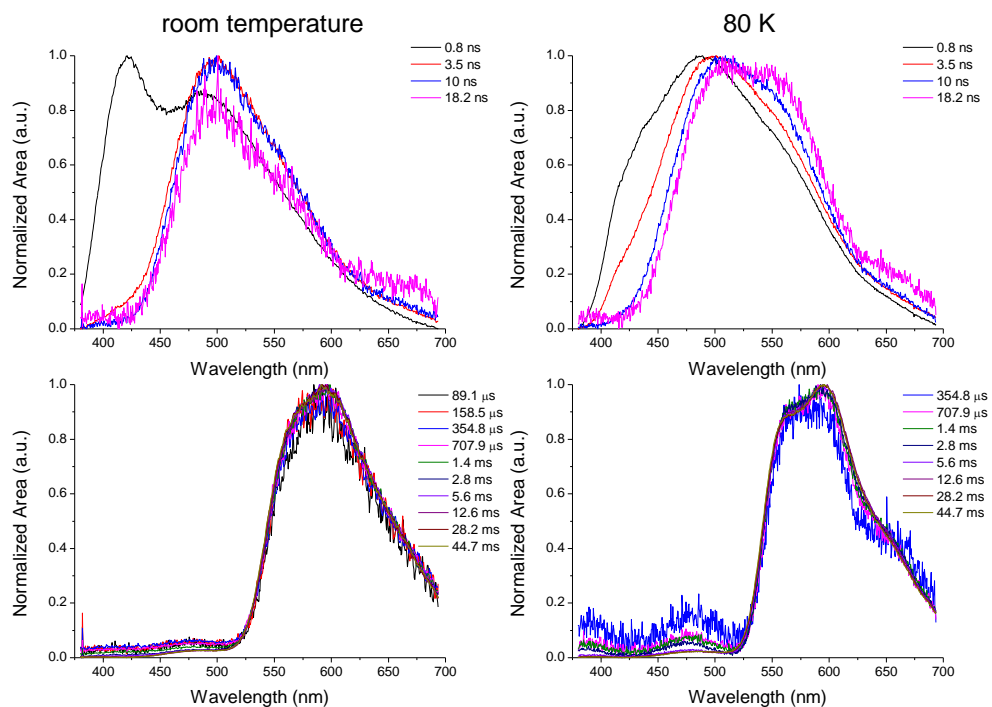 room temperature
80 K
Normalized Area (a.u.)
1.0
0.8
0.6
0.4
0.2
0.0
400 450 500 550 600 650 700
Wavelength (nm)
0.8 ns
3.5 ns
10 ns
18.2 ns
Normalized Area (a.u.)
1.0
0.8
0.6
0.4
0.2
0.0
400 450 500 550 600 650 700
Wavelength (nm)
0.8 ns
3.5 ns
10 ns
18.2 ns
Normalized Area (a.u.)
1.0
0.8
0.6
0.4
0.2
0.0
400 450 500 550 600 650 700
Wavelength (nm)
89.1 μs
158.5 μs
354.8 μs
707.9 μs
1.4 ms
2.8 ms
5.6 ms
12.6 ms
28.2 ms
44.7 ms
Normalized Area (a.u.)
1.0
0.8
0.6
0.4
0.2
0.0
400 450 500 550 600 650 700
Wavelength (nm)
354.8 μs
707.9 μs
1.4 ms
2.8 ms
5.6 ms
12.6 ms
28.2 ms
44.7 ms